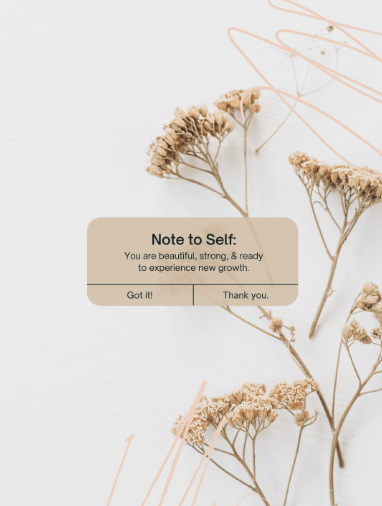 Note to Self:
You are beautiful, strong, & ready
to experience new growth.
Got it!
Thank you.